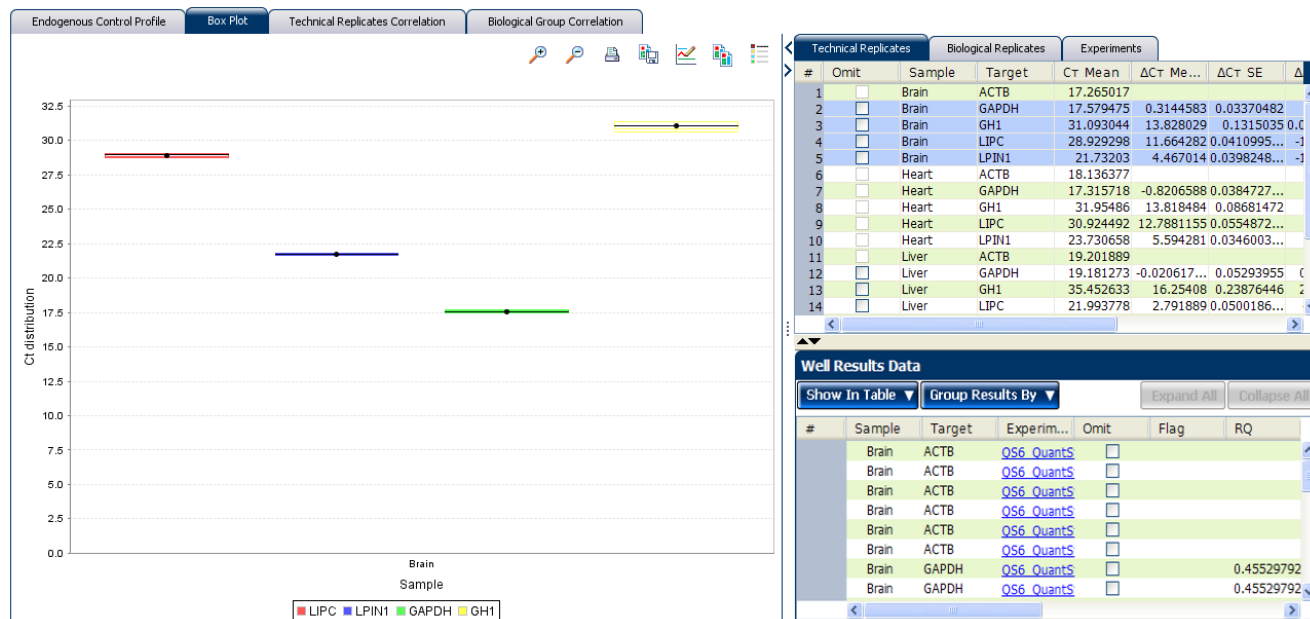 Endogenous Control Profile Box Plot Technical Replicates Correlation Biological Group Correlation
32.5
30.0
27.5
25.0
22.5
20.0
17.5
15.0
12.5
10.0
7.5
5.0
2.5
0.0
Ct distribution
Brain
Sample
LIPC LPIN1 GAPDH GH1
Technical Replicates Biological Replicates Experiments
# Omit Sample Target Cт Mean ΔCт Me... ΔCт SE Δ
1 Brain ACTB 17.265017
2 Brain GAPDH 17.579475 0.3144583 0.03370482
3 Brain GH1 31.093044 13.828029 0.1315035 0.0
4 Brain LIPC 28.929298 11.664282 0.0410995... -1
5 Brain LPIN1 21.73203 4.467014 0.0398248... -1
6 Heart ACTB 18.136377
7 Heart GAPDH 17.315718 -0.8206588 0.0384727...
8 Heart GH1 31.95486 13.818484 0.08681472
9 Heart LIPC 30.924492 12.7881155 0.0554872...
10 Heart LPIN1 23.730658 5.594281 0.0346003...
11 Liver ACTB 19.201889
12 Liver GAPDH 19.181273 -0.020617... 0.05293955
13 Liver GH1 35.452633 16.25408 0.23876446 2
14 Liver LIPC 21.993778 2.791889 0.0500186...
Well Results Data
Show In Table ▼ Group Results By ▼ Expand All Collapse All
# Sample Target Experim... Omit Flag RQ
Brain ACTB QS6_QuantS
Brain ACTB QS6_QuantS
Brain ACTB QS6_QuantS
Brain ACTB QS6_QuantS
Brain ACTB QS6_QuantS
Brain ACTB QS6_QuantS
Brain GAPDH QS6_QuantS 0.45529792
Brain GAPDH QS6_QuantS 0.45529792